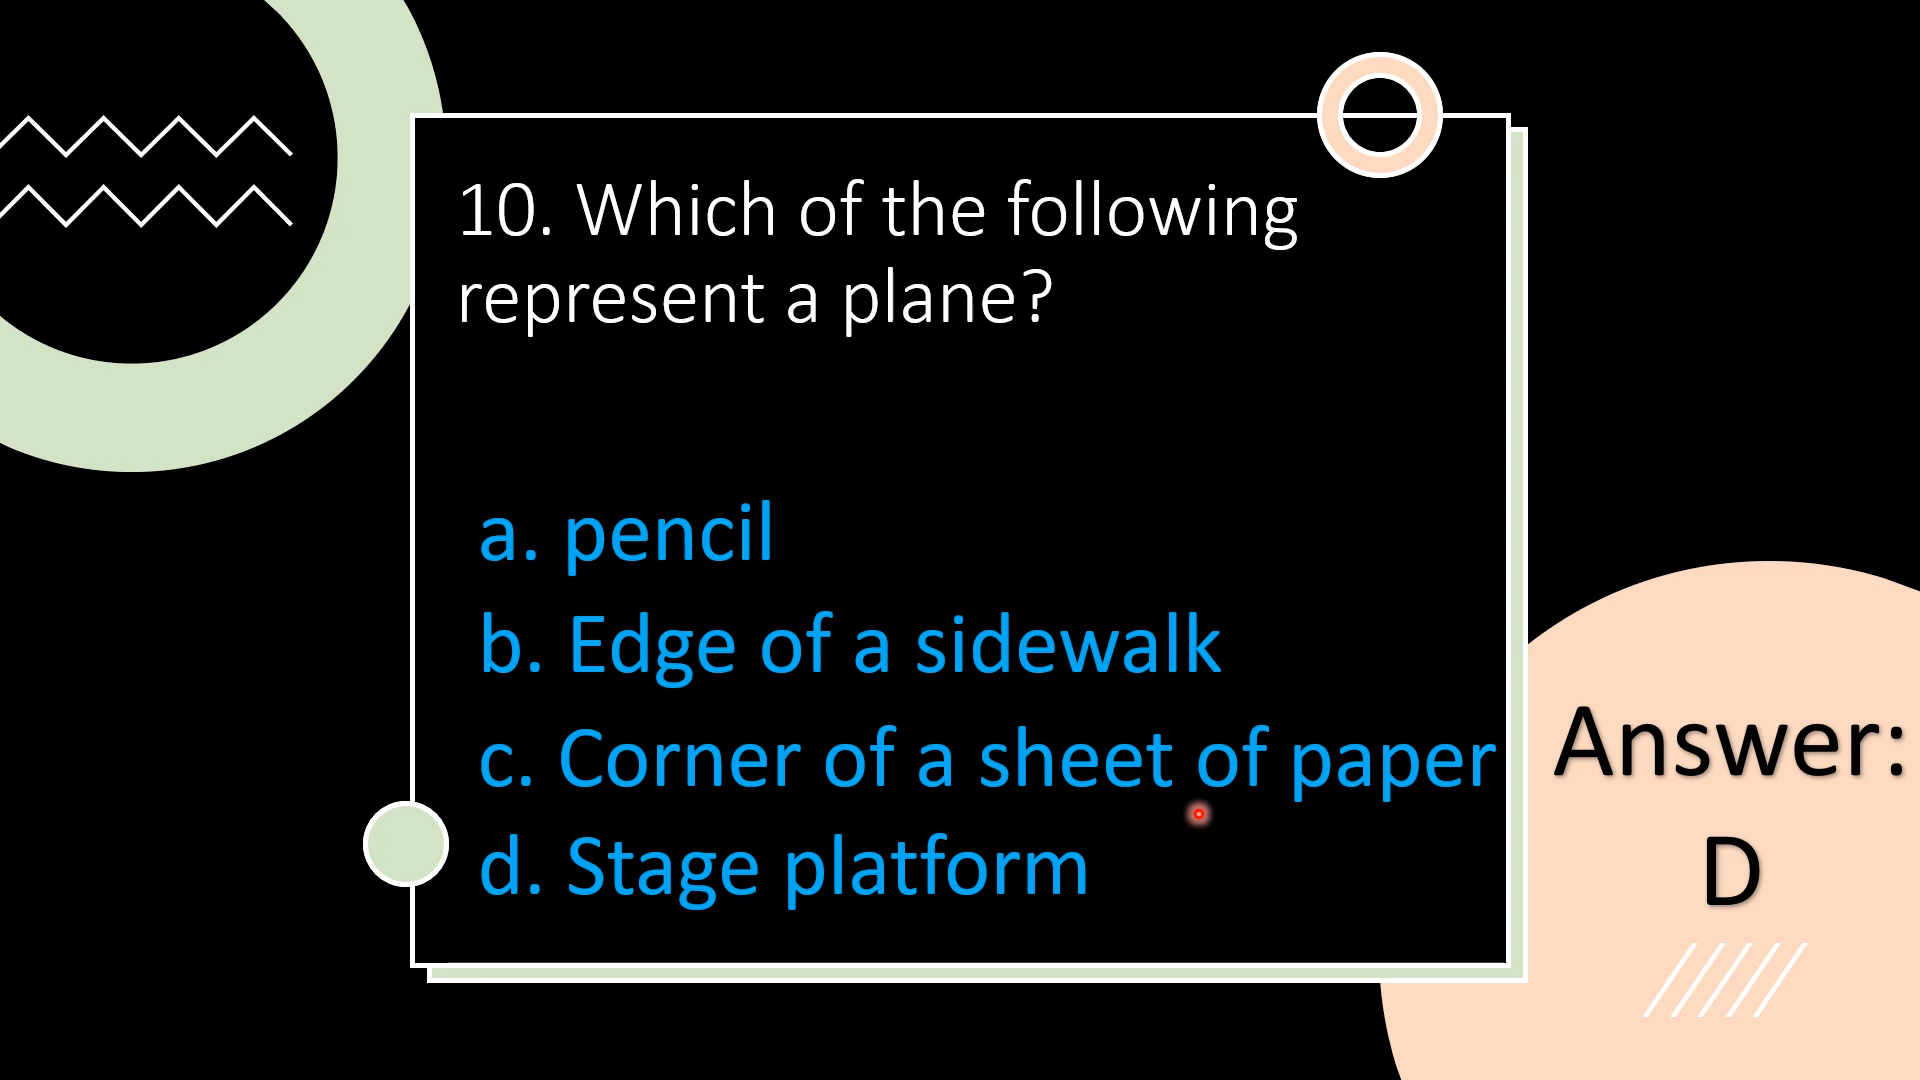 10. Which of the following
represent a plane?
a. pencil
b. Edge of a sidewalk
c. Corner of a sheet of paper
d. Stage platform
Answer:
D